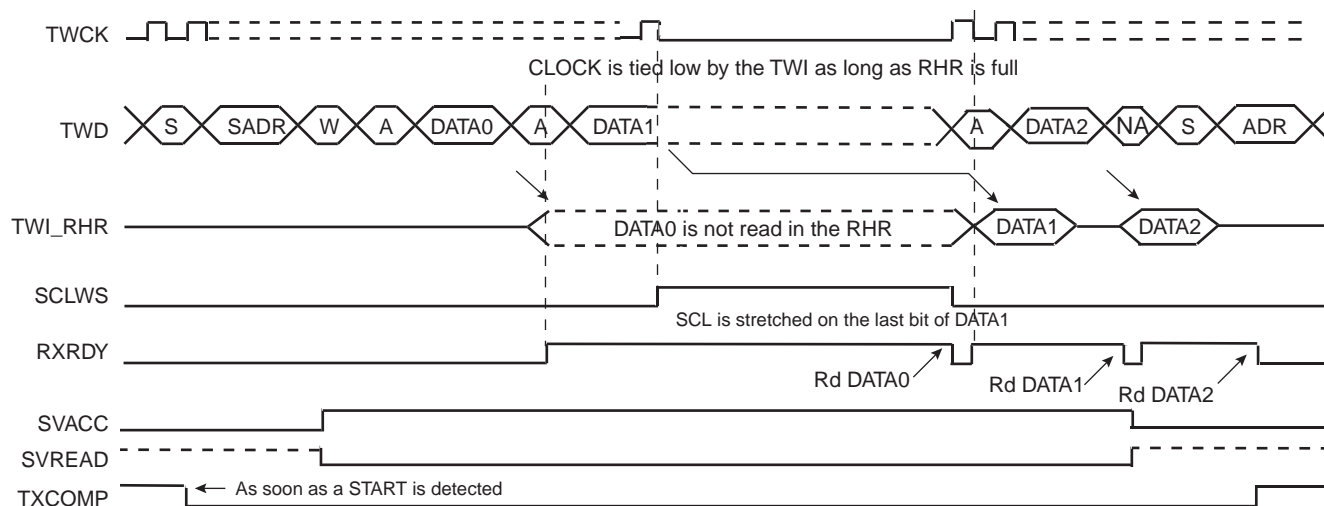 TWCK
CLOCK is tied low by the TWI as long as RHR is full
TWD S SADR W A DATA0 A DATA1 A DATA2 NA S ADR
TWI_RHR DATA0 is not read in the RHR DATA1 DATA2
SCLWS
SCL is stretched on the last bit of DATA1
RXRDY
Rd DATA0 Rd DATA1 Rd DATA2
SVACC
SVREAD
As soon as a START is detected
TXCOMP